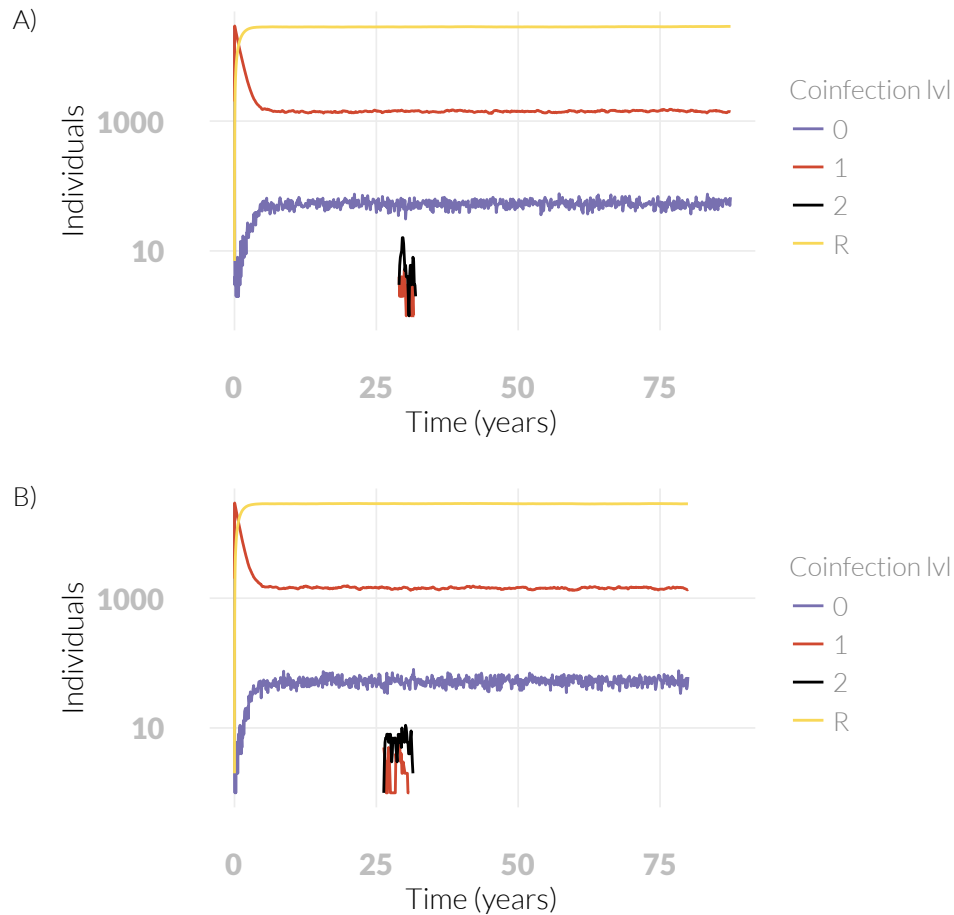 A)
Individuals
1000
10
0 25 50 75
Time (years)
Coinfection lvl
0
1
2
R
B)
Individuals
1000
10
0 25 50 75
Time (years)
Coinfection lvl
0
1
2
R